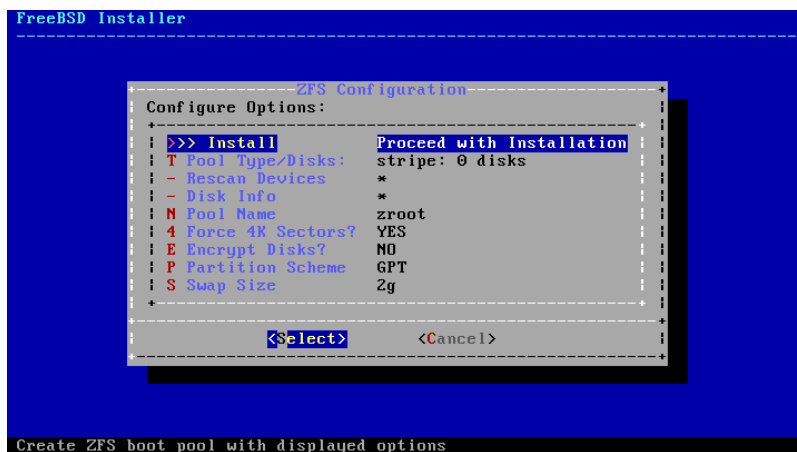 FreeBSD Installer
ZFS Configuration
Configure Options:
>>> Install Proceed with Installation
T Pool Type/Disks: stripe: 0 disks
- Rescan Devices *
- Disk Info *
N Pool Name zroot
4 Force 4K Sectors? YES
E Encrypt Disks? NO
P Partition Scheme GPT
S Swap Size 2g
<Select> <Cancel>
Create ZFS boot pool with displayed options